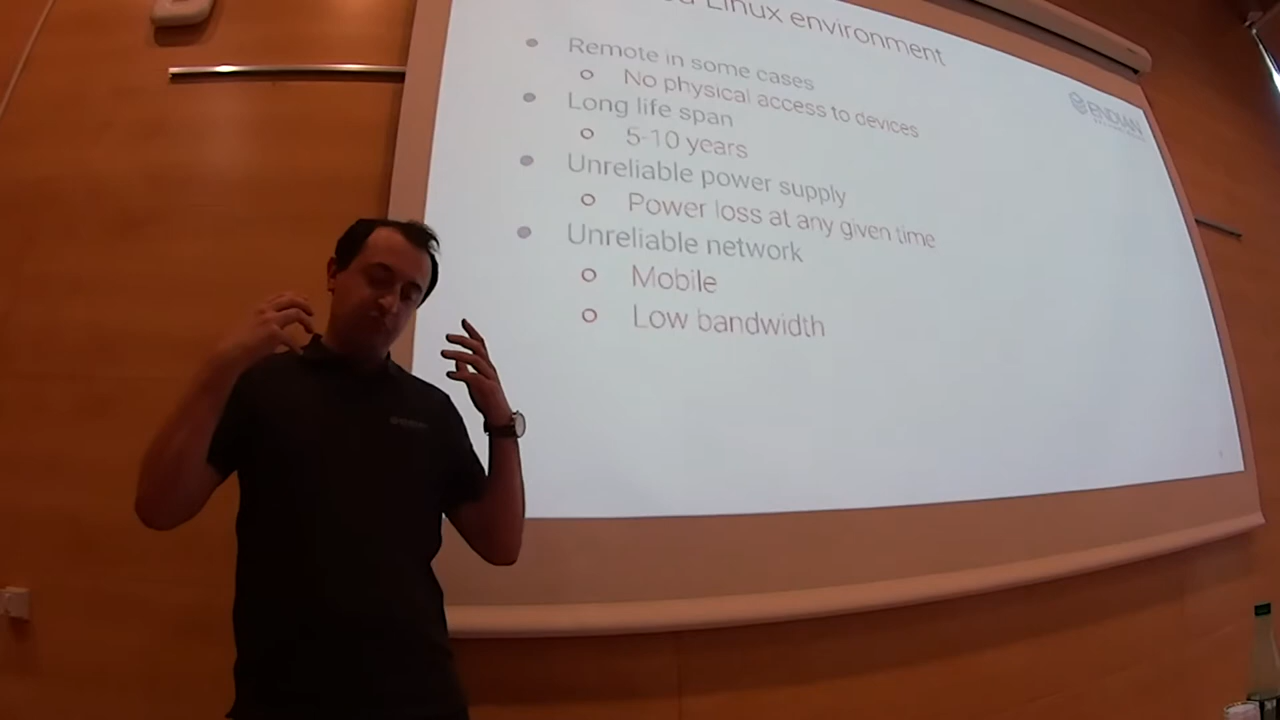 Linux environment
Remote in some cases
No physical access to devices
Long life span
5-10 years
Unreliable power supply
Power loss at any given time
Unreliable network
Mobile
Low bandwidth
ENDIAN